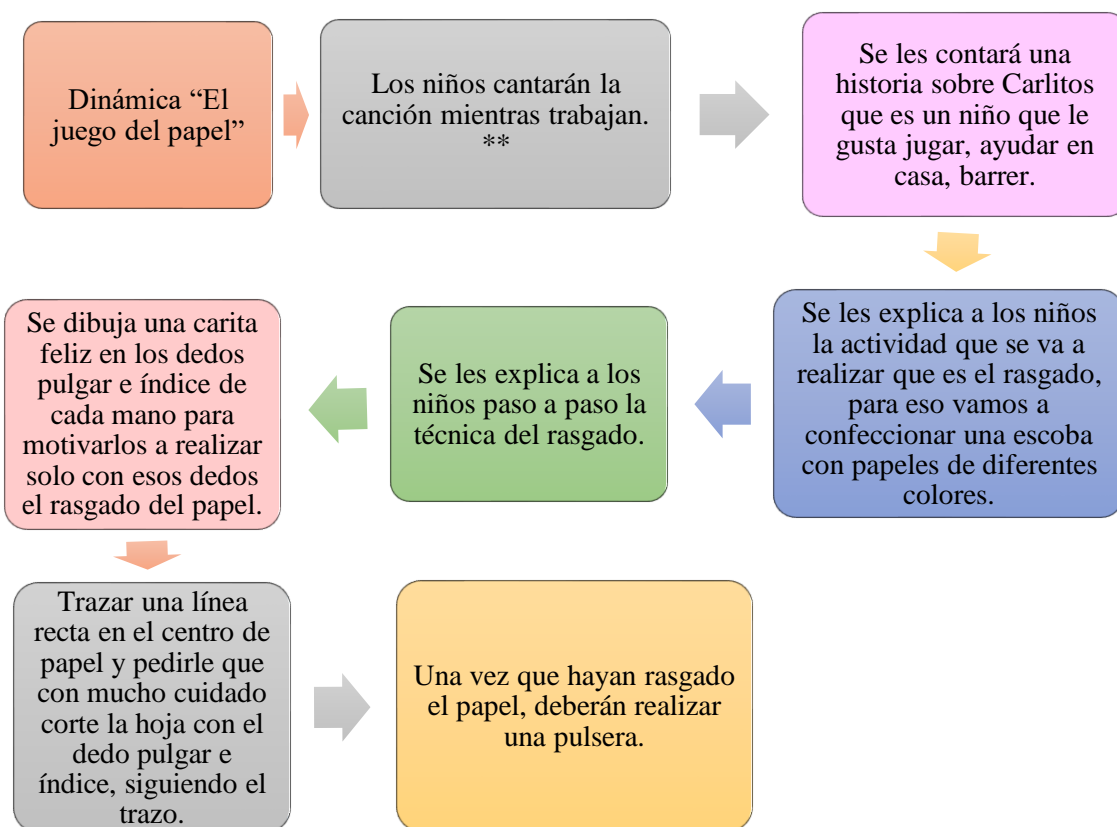 Dinámica “El
juego del papel”
Los niños cantarán la
canción mientras trabajan.
**
Se les contará una
historia sobre Carlitos
que es un niño que le
gusta jugar, ayudar en
casa, barrer.
Se les explica a los niños
la actividad que se va a
realizar que es el rasgado,
para eso vamos a
confeccionar una escoba
con papeles de diferentes
colores.
Se les explica a los
niños paso a paso la
técnica del rasgado.
Se dibuja una carita
feliz en los dedos
pulgar e índice de
cada mano para
motivarlos a realizar
solo con esos dedos
el rasgado del papel.
Trazar una línea
recta en el centro de
papel y pedirle que
con mucho cuidado
corte la hoja con el
dedo pulgar e
índice, siguiendo el
trazo.
Una vez que hayan rasgado
el papel, deberán realizar
una pulsera.